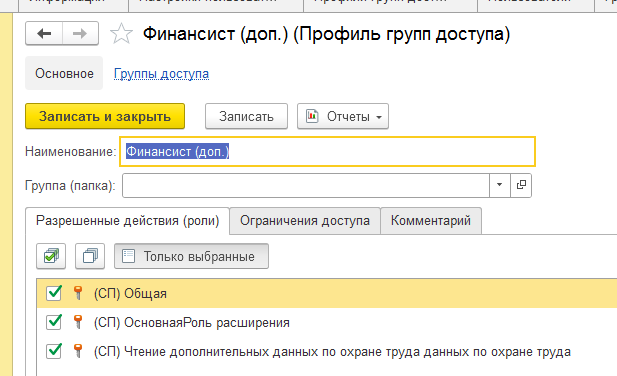 Финансист (доп.) (Профиль групп доступа)
Основное Группы доступа
Записать и закрыть Записать Отчеты
Наименование: Финансист (доп.)
Группа (папка):
Разрешенные действия (роли) Ограничения доступа Комментарий
Только выбранные
(СП) Общая
(СП) ОсновнаяРоль расширения
(СП) Чтение дополнительных данных по охране труда данных по охране труда